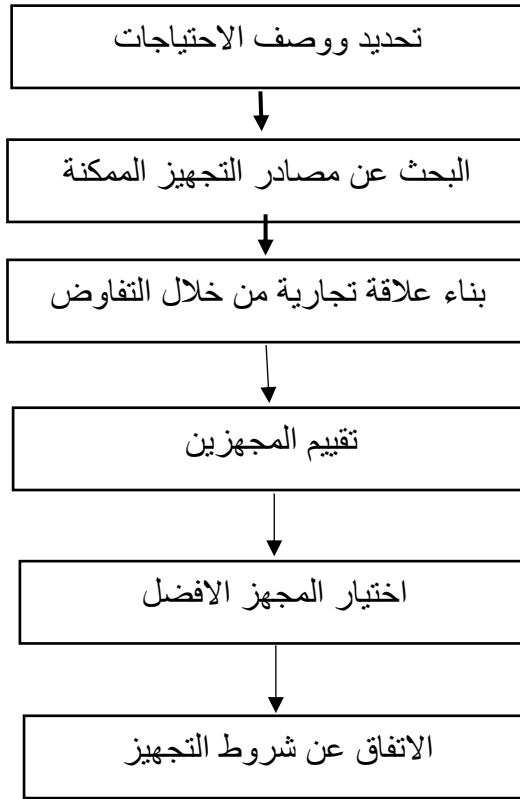 تحديد ووصف الاحتياجات
البحث عن مصادر التجهيز الممكنة
بناء علاقة تجارية من خلال التفاوض
تقييم المجهزين
اختيار المجهز الافضل
الاتفاق عن شروط التجهيز